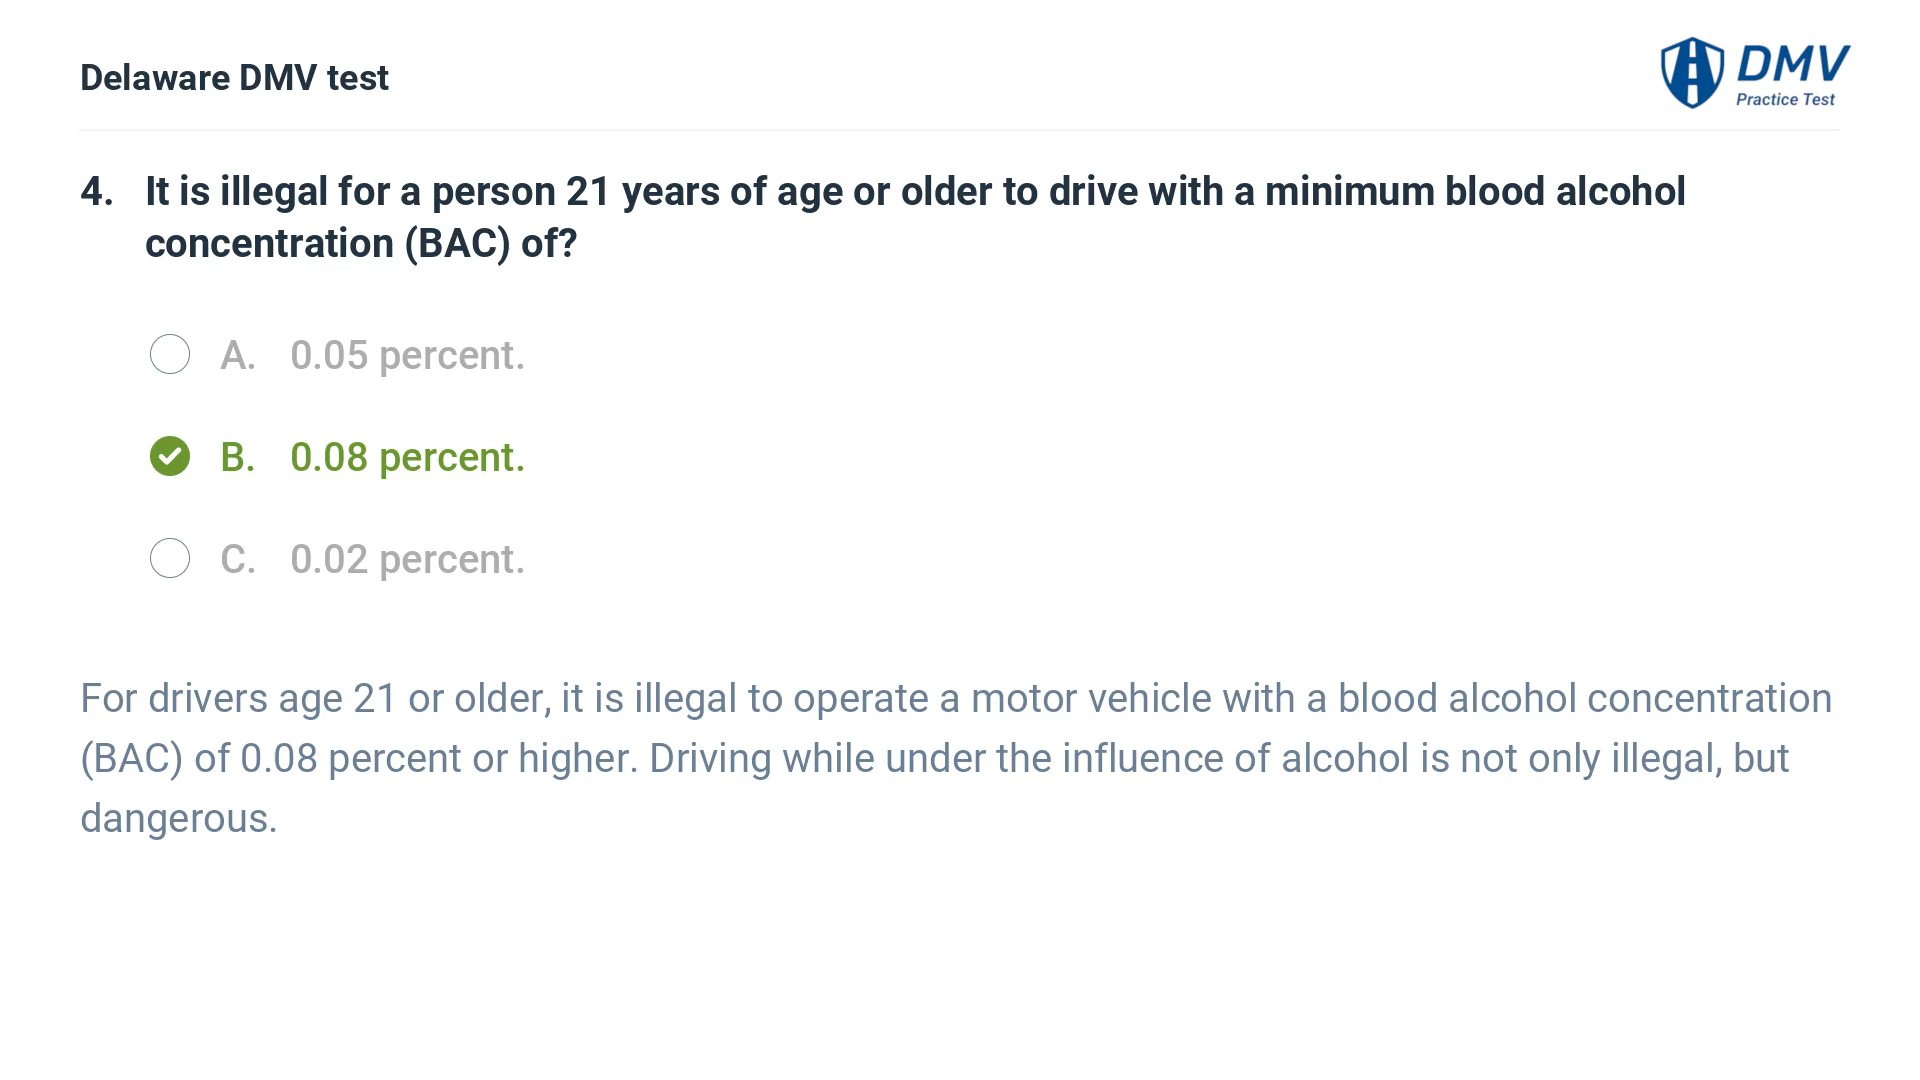 Delaware DMV test
DMV
Practice Test
4. It is illegal for a person 21 years of age or older to drive with a minimum blood alcohol
concentration (BAC) of?
A. 0.05 percent.
B. 0.08 percent.
C. 0.02 percent.
For drivers age 21 or older, it is illegal to operate a motor vehicle with a blood alcohol concentration
(BAC) of 0.08 percent or higher. Driving while under the influence of alcohol is not only illegal, but
dangerous.